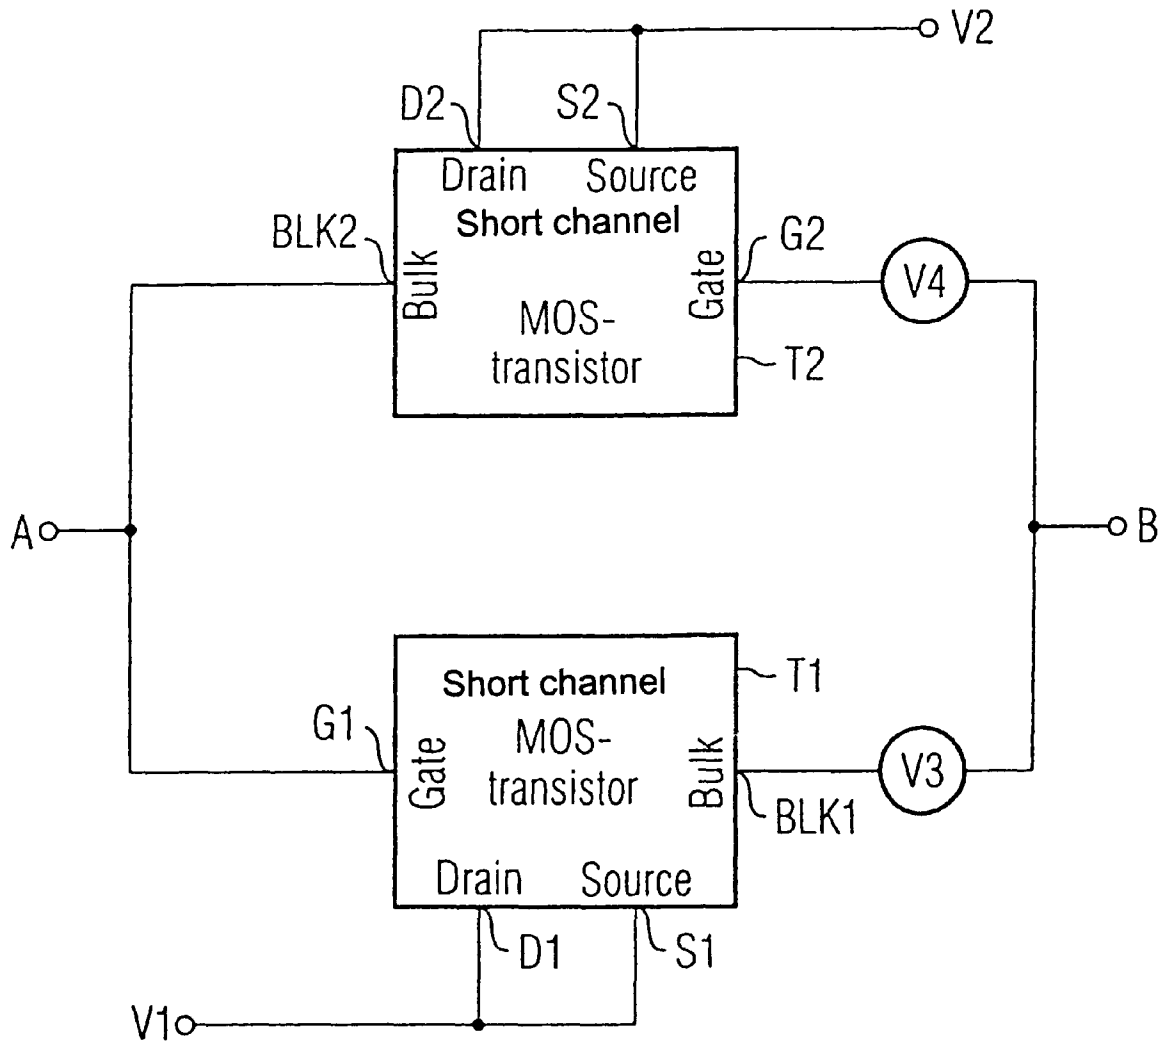 V2
D2 S2
Drain Source
Short channel
BLK2 G2
Bulk Gate V4
MOS-
transistor T2
A B
Short channel T1
G1 MOS-
Gate transistor Bulk V3
BLK1
Drain Source
D1 S1
V1